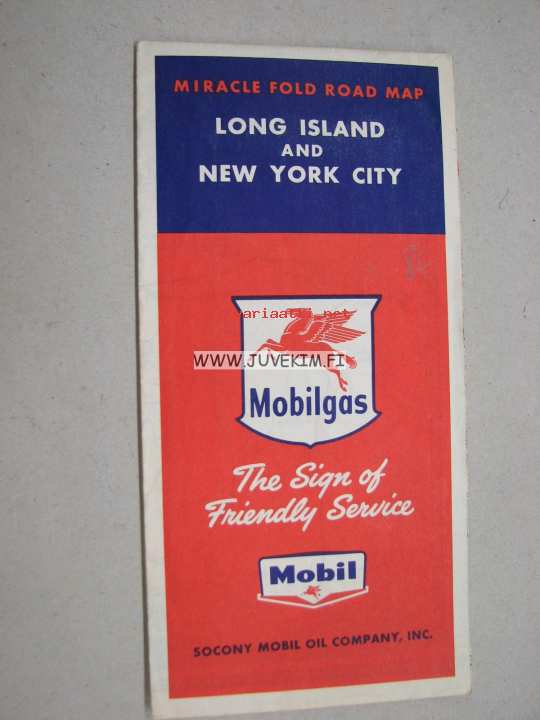 MIRACLE FOLD ROAD MAP
LONG ISLAND
AND
NEW YORK CITY
ariaatti.net
WWW.JUVEKIM.FI
Mobilgas
The Sign of
Friendly Service
Mobil
SOCONY MOBIL OIL COMPANY, INC.